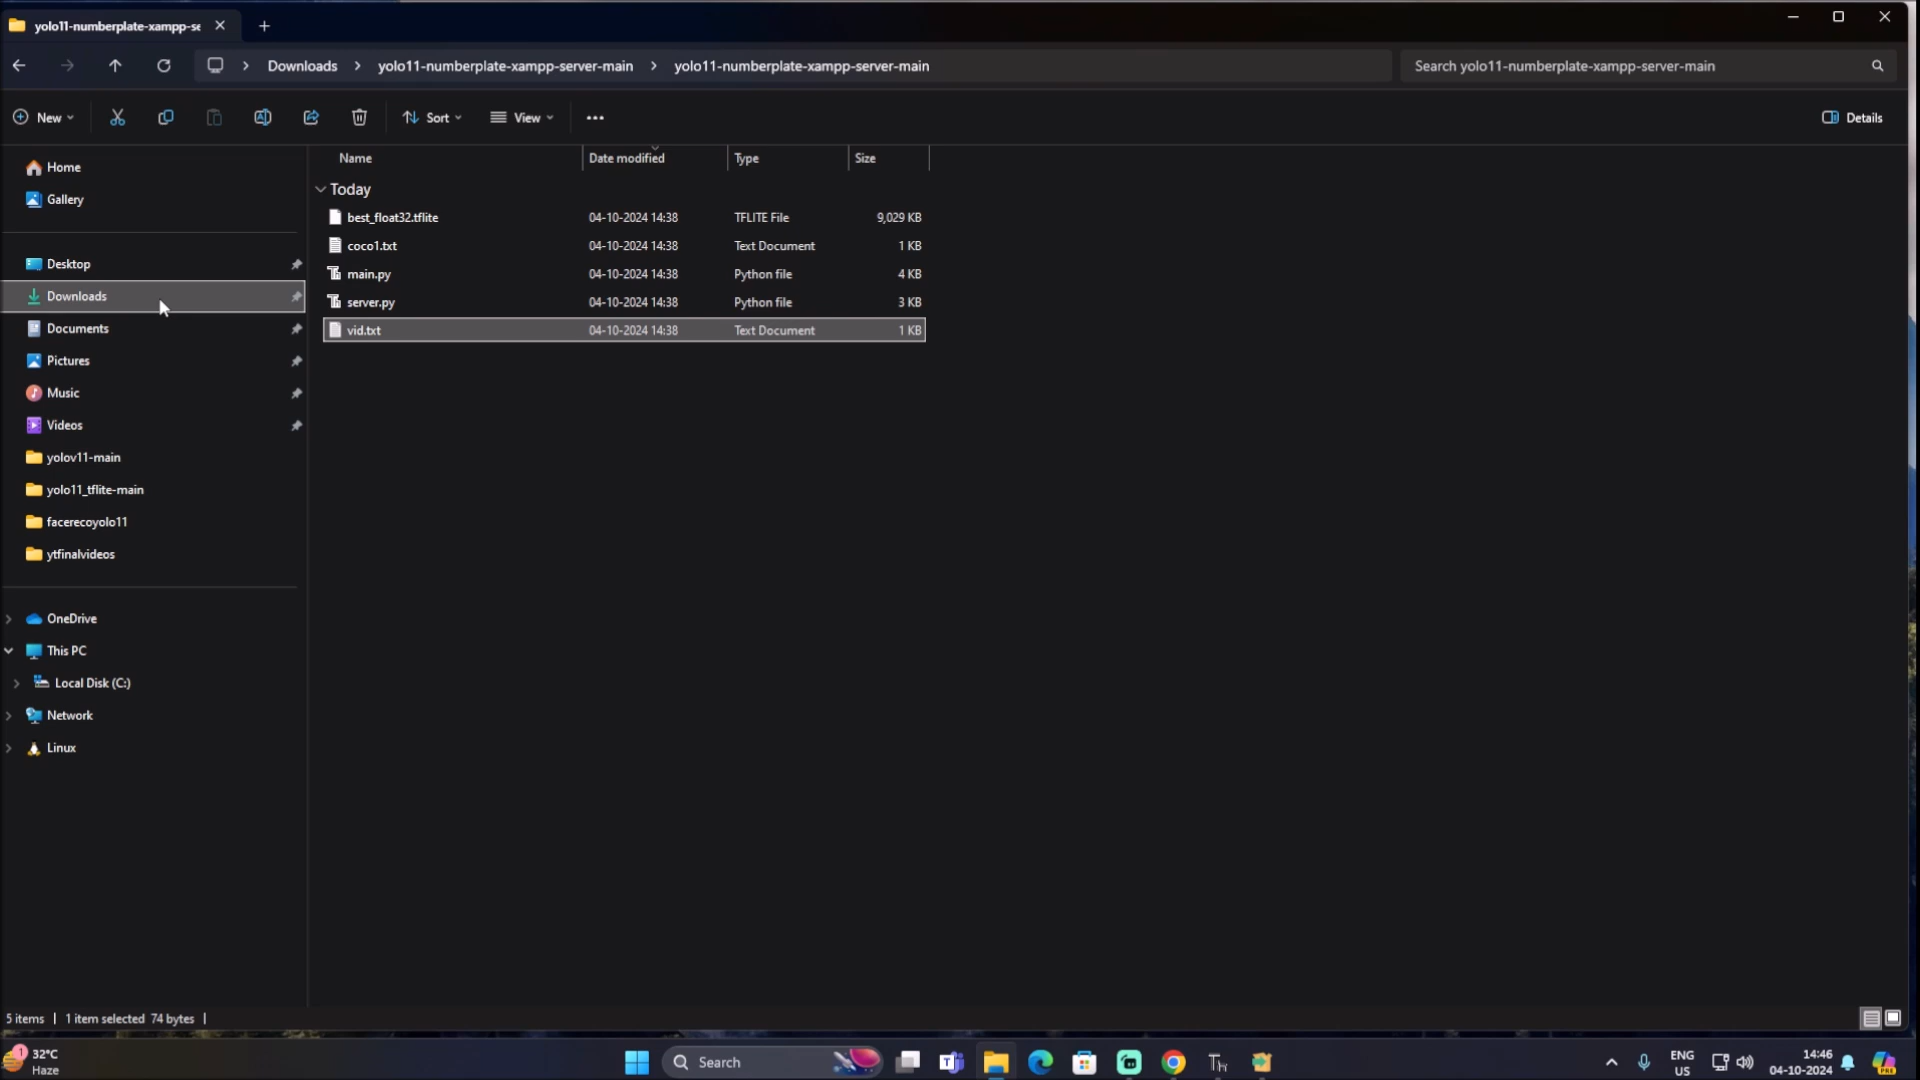 yolo11-numberplate-xampp-se
Downloads > yolo11-numberplate-xampp-server-main > yolo11-numberplate-xampp-server-main
Search yolo11-numberplate-xampp-server-main
New Sort View ... Details
Name Date modified Type Size
Home
Gallery
Desktop
Downloads
Documents
Pictures
Music
Videos
yolov11-main
yolo11_tflite-main
facerecoyolo11
ytfinalvideos
OneDrive
This PC
Local Disk (C:)
Network
Linux
Today
best_float32.tflite 04-10-2024 14:38 TFLITE File 9,029 KB
coco1.txt 04-10-2024 14:38 Text Document 1 KB
main.py 04-10-2024 14:38 Python file 4 KB
server.py 04-10-2024 14:38 Python file 3 KB
vid.txt 04-10-2024 14:38 Text Document 1 KB
5 items | 1 item selected 74 bytes |
1
32°C
Haze
Search
Th
ENG
US
14:46
04-10-2024
PRE